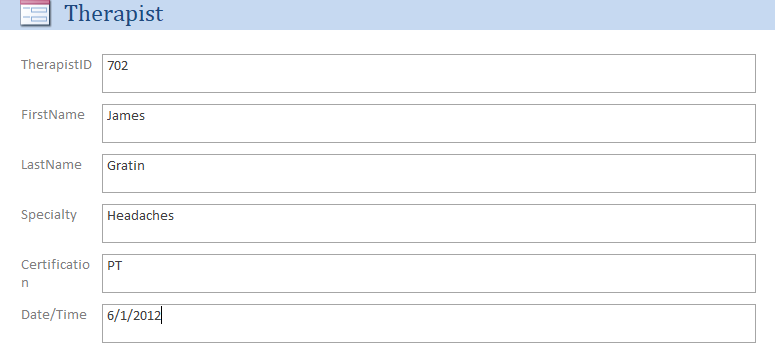 Therapist
TherapistID 702
FirstName James
LastName Gratin
Specialty Headaches
Certificatio PT
n
Date/Time 6/1/2012